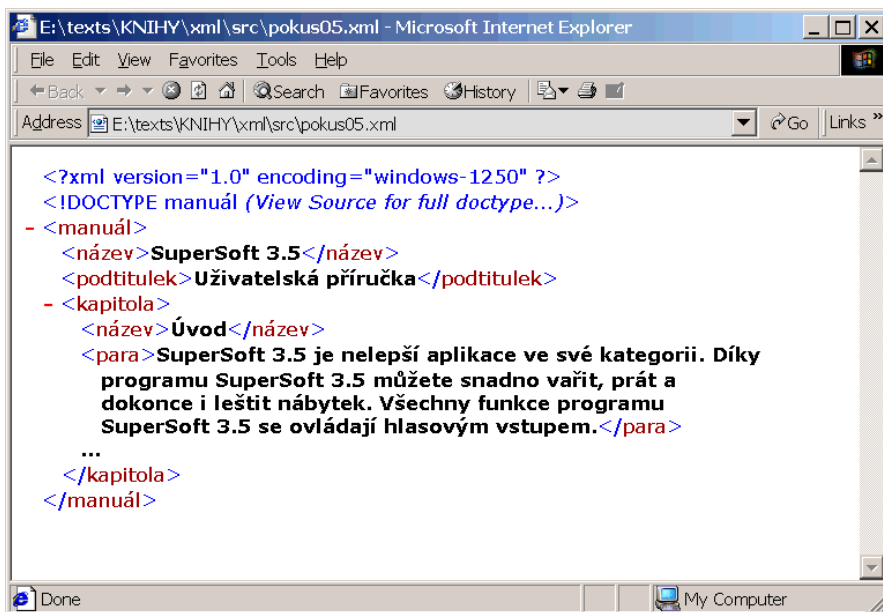 E:\texts\KNIHY\xml\src\pokus05.xml - Microsoft Internet Explorer
File Edit View Favorites Tools Help
Back Search Favorites History
Address E:\texts\KNIHY\xml\src\pokus05.xml Go Links »
<?xml version="1.0" encoding="windows-1250" ?>
<!DOCTYPE manuál (View Source for full doctype...)>
- <manuál>
<název>SuperSoft 3.5</název>
<podtitulek>Uživatelská příručka</podtitulek>
- <kapitola>
<název>Úvod</název>
<para>SuperSoft 3.5 je nelepší aplikace ve své kategorii. Díky
programu SuperSoft 3.5 můžete snadno vařit, prát a
dokonce i leštit nábytek. Všechny funkce programu
SuperSoft 3.5 se ovládají hlasovým vstupem.</para>
...
</kapitola>
</manuál>
Done My Computer